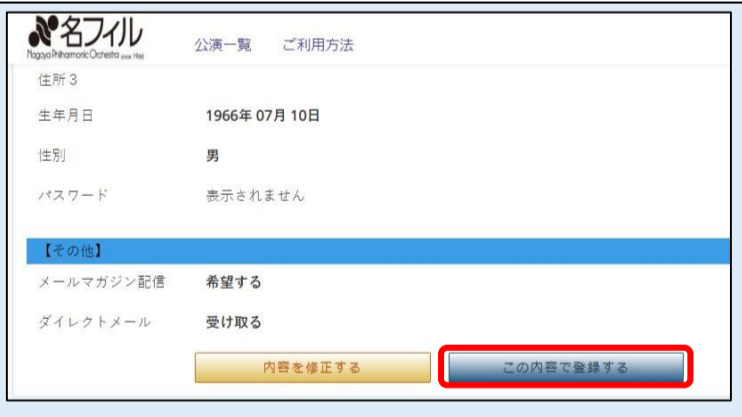 名フィル
Nagoya Philharmonic Orchestra since 1966
公演一覧 ご利用方法
住所3
生年月日 1966年 07月 10日
性別 男
パスワード 表示されません
【その他】
メールマガジン配信 希望する
ダイレクトメール 受け取る
内容を修正する この内容で登録する